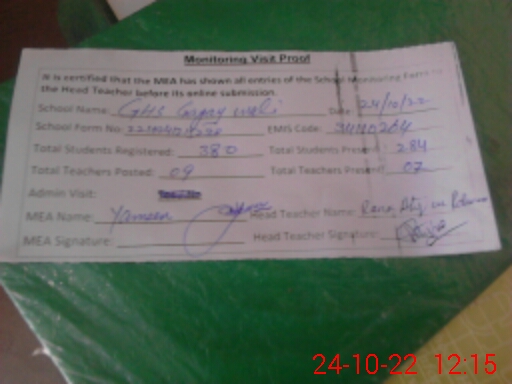 Monitoring Visit Proof
It is certified that the MEA has shown all entries of the School Monitoring Form to
the Head Teacher before its online submission.
School Name: GHS Date: 24/10/22
School Form No: EMIS Code:
Total Students Registered: 380 Total Students Present: 284
Total Teachers Posted: 09 Total Teachers Present: 07
Admin Visit:
MEA Name: Yameen Head Teacher Name: Rana
MEA Signature: Head Teacher Signature:
24-10-22 12:15